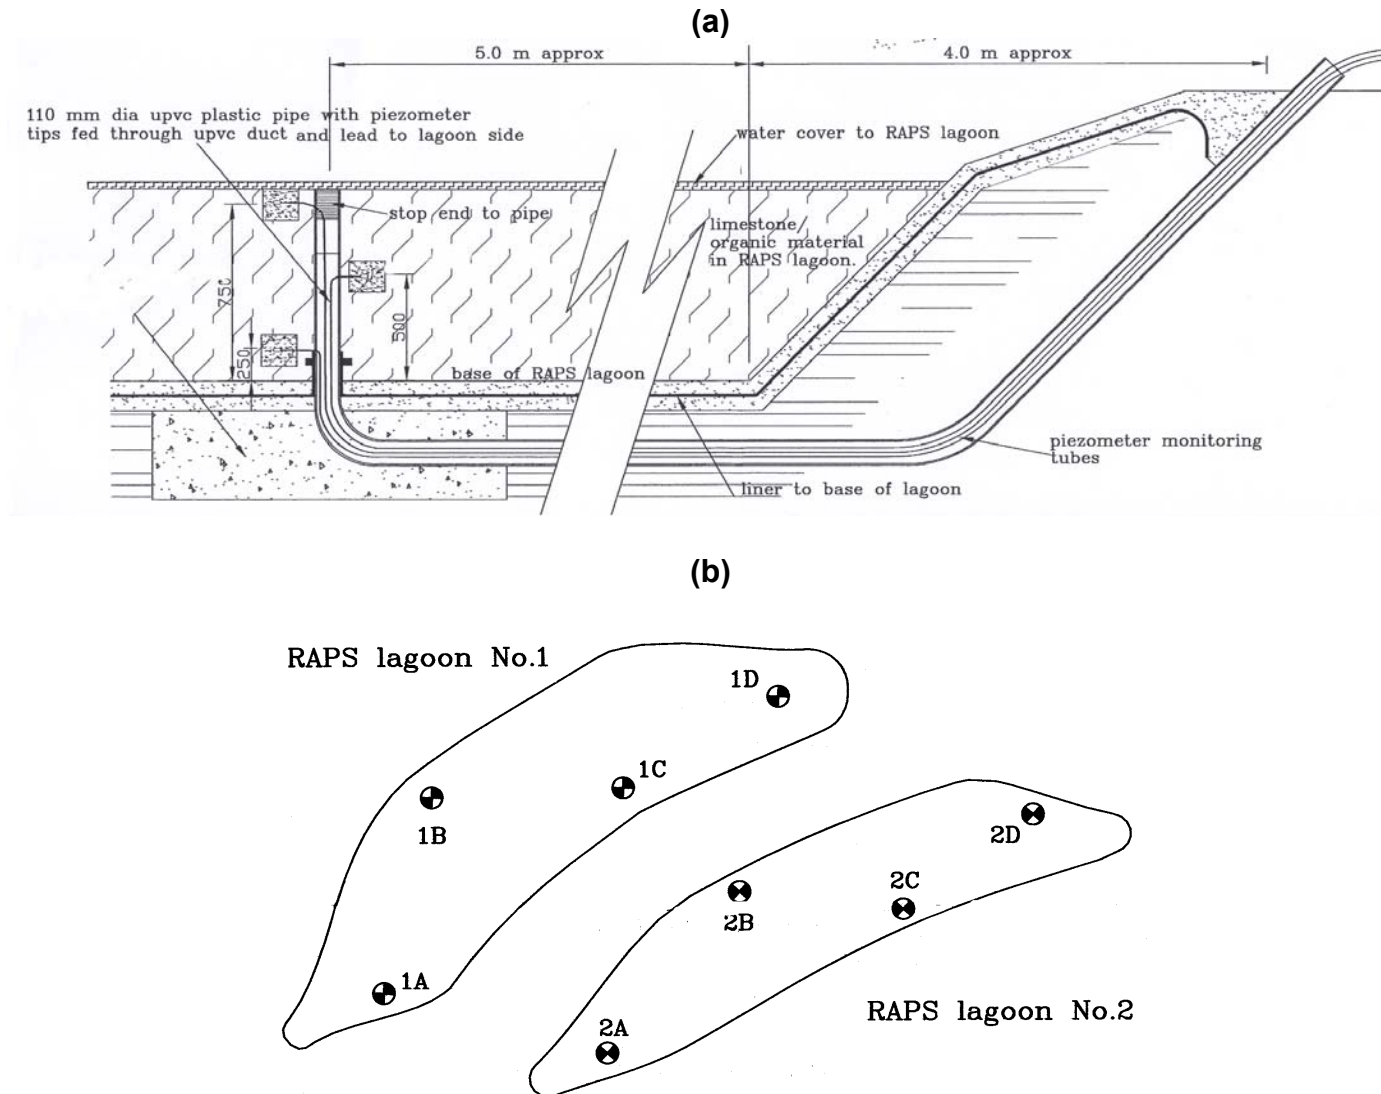 (a)
5.0 m approx
4.0 m approx
110 mm dia upvc plastic pipe with piezometer
tips fed through upvc duct and lead to lagoon side
water cover to RAPS lagoon
stop end to pipe
limestone
organic material
in RAPS lagoon.
750
500
250
base of RAPS lagoon
piezometer monitoring
tubes
liner to base of lagoon
(b)
RAPS lagoon No.1
1D
1C
1B
1A
2D
2C
2B
2A
RAPS lagoon No.2